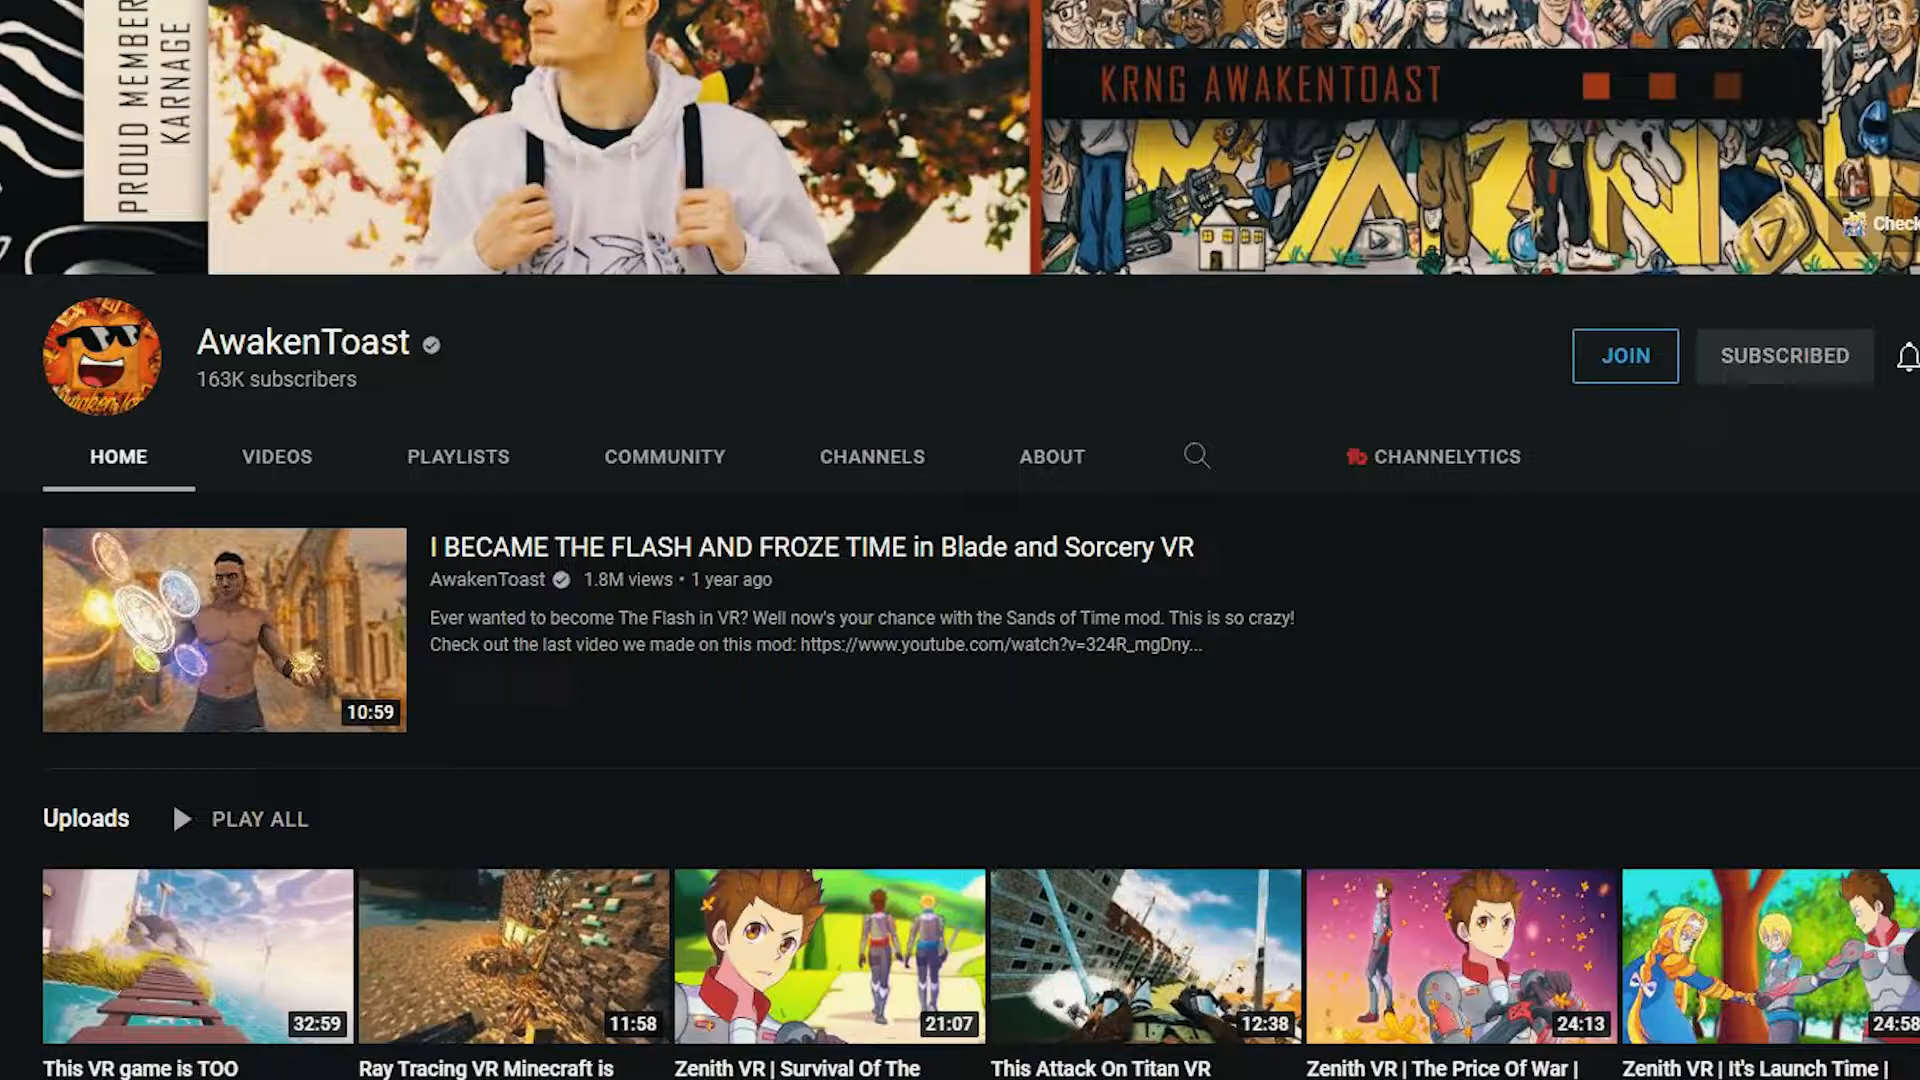 PROUD MEMBER
KARNAGE
KRNG AWAKENTOAST
Check
AwakenToast
163K subscribers
JOIN
SUBSCRIBED
HOME
VIDEOS
PLAYLISTS
COMMUNITY
CHANNELS
ABOUT
CHANNELYTICS
I BECAME THE FLASH AND FROZE TIME in Blade and Sorcery VR
AwakenToast 1.8M views • 1 year ago
Ever wanted to become The Flash in VR? Well now's your chance with the Sands of Time mod. This is so crazy!
Check out the last video we made on this mod: https://www.youtube.com/watch?v=324R_mgDny...
10:59
Uploads
PLAY ALL
32:59
11:58
21:07
12:38
24:13
24:58
This VR game is TOO
Ray Tracing VR Minecraft is
Zenith VR | Survival Of The
This Attack On Titan VR
Zenith VR | The Price Of War |
Zenith VR | It's Launch Time |